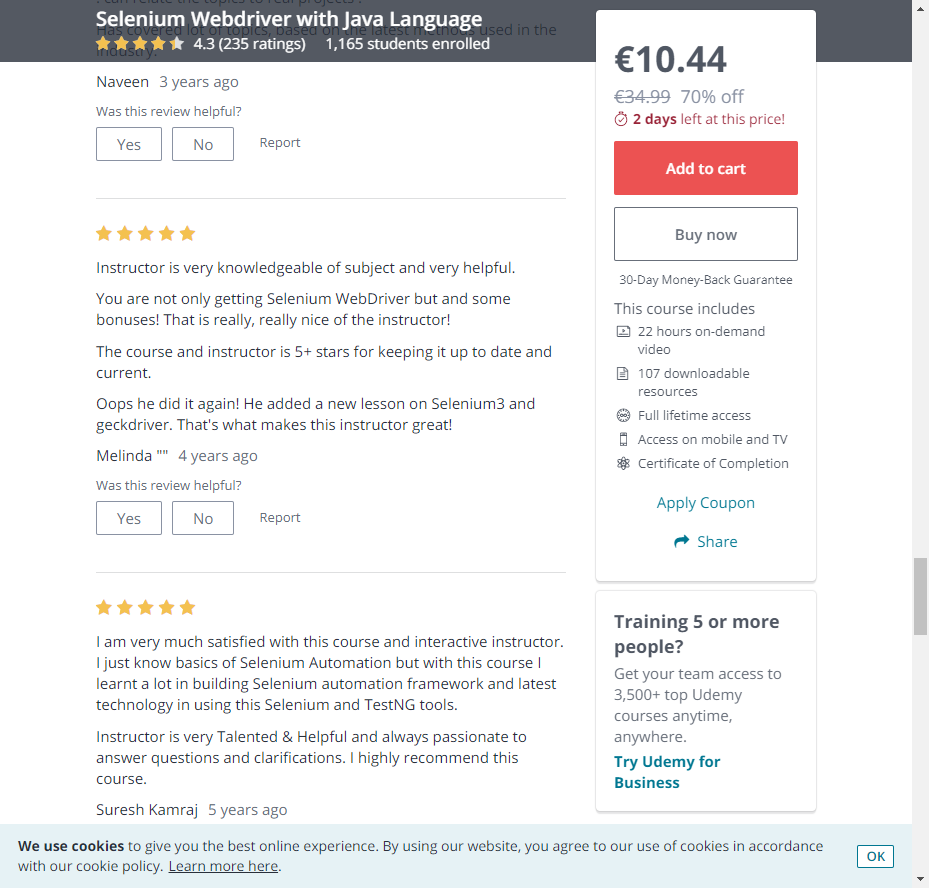 Selenium Webdriver with Java Language
4.3 (235 ratings) 1,165 students enrolled
can relate the topics to real projects .
Has covered lot of topics, based on the latest methods used in the
industry.
Naveen 3 years ago
Was this review helpful?
Yes No Report
Instructor is very knowledgeable of subject and very helpful.
You are not only getting Selenium WebDriver but and some
bonuses! That is really, really nice of the instructor!
The course and instructor is 5+ stars for keeping it up to date and
current.
Oops he did it again! He added a new lesson on Selenium3 and
geckdriver. That's what makes this instructor great!
Melinda "" 4 years ago
Was this review helpful?
Yes No Report
I am very much satisfied with this course and interactive instructor.
I just know basics of Selenium Automation but with this course I
learnt a lot in building Selenium automation framework and latest
technology in using this Selenium and TestNG tools.
Instructor is very Talented & Helpful and always passionate to
answer questions and clarifications. I highly recommend this
course.
Suresh Kamraj 5 years ago
€10.44
€34.99 70% off
2 days left at this price!
Add to cart
Buy now
30-Day Money-Back Guarantee
This course includes
22 hours on-demand
video
107 downloadable
resources
Full lifetime access
Access on mobile and TV
Certificate of Completion
Apply Coupon
Share
Training 5 or more
people?
Get your team access to
3,500+ top Udemy
courses anytime,
anywhere.
Try Udemy for
Business
We use cookies to give you the best online experience. By using our website, you agree to our use of cookies in accordance
with our cookie policy. Learn more here.
OK